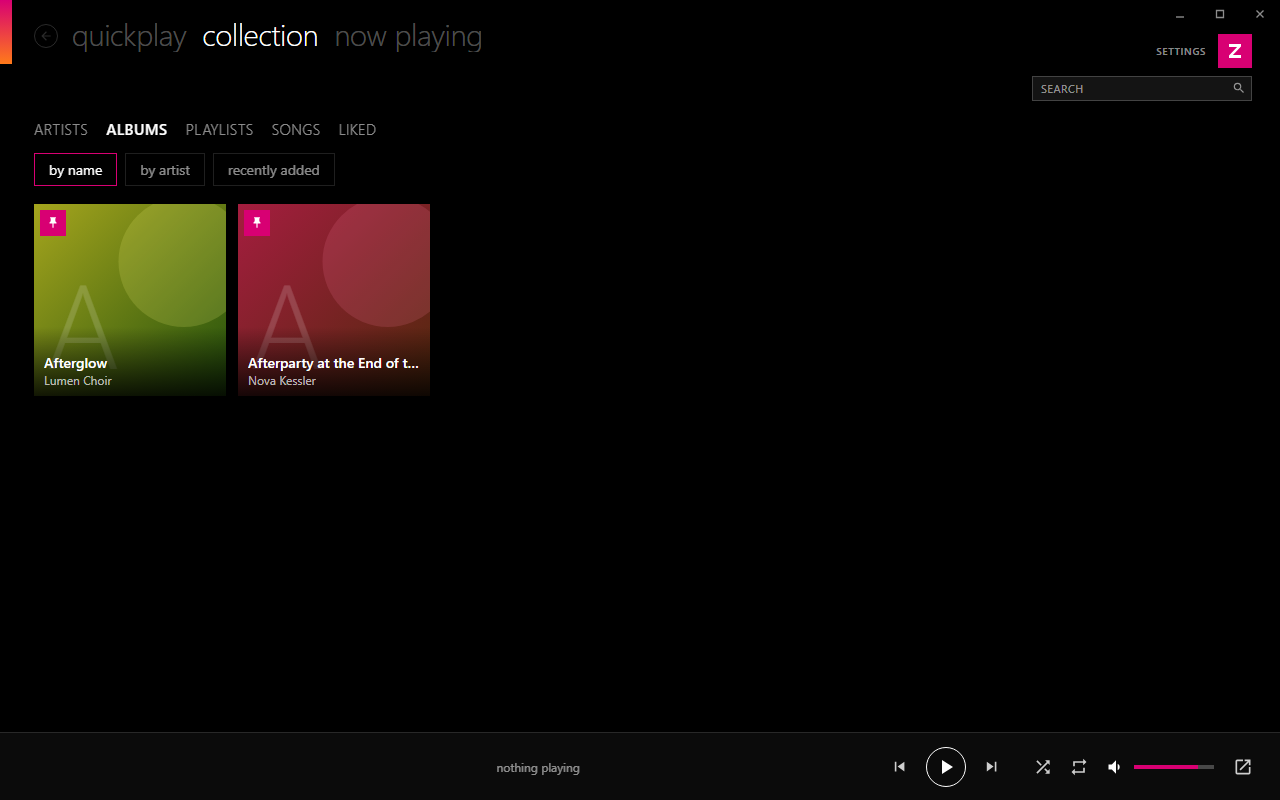 quickplay collection now playing
SETTINGS Z
SEARCH
ARTISTS ALBUMS PLAYLISTS SONGS LIKED
by name by artist recently added
A A
Afterglow Afterparty at the End of t...
Lumen Choir Nova Kessler
nothing playing